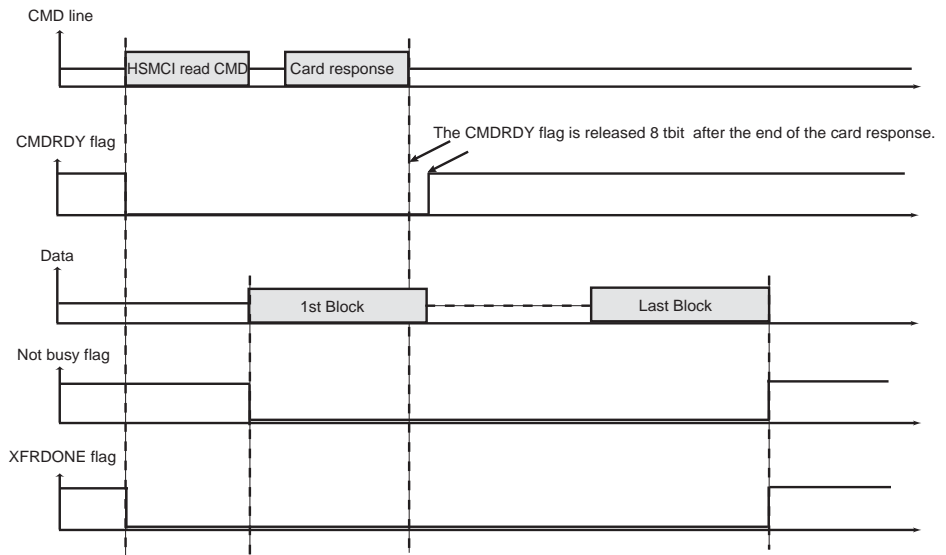 CMD line
HSMCI read CMD
Card response
The CMDRDY flag is released 8 tbit after the end of the card response.
CMDRDY flag
Data
1st Block
Last Block
Not busy flag
XFRDONE flag